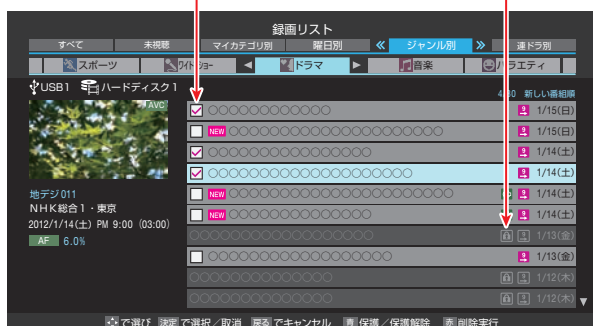 録画リスト
すべて 未視聴 マイカテゴリ別 曜日別 ≪ ジャンル別 ≫ 連ドラ別
スポーツ ワイドショー ◀ ドラマ ▶ 音楽 バラエティ
USB1 ハードディスク1
4/30 新しい番組順
AVC
○○○○○○○○○○○○ 1/15(日)
NEW ○○○○○○○○○○○○○○○○○○○○○○ 1/15(日)
○○○○○○○○○○○○○○○ 1/14(土)
○○○○○○○○○○○○○○○○○○○ 1/14(土)
NEW ○○○○○○○○○○○○○○○○○○○○○○○ 1/14(土)
NEW ○○○○○○○○○○○○○○○ 1/14(土)
○○○○○○○○○○○○○○○○○ 1/13(金)
○○○○○○○○○○○○○○○○○ 1/13(金)
○○○○○○○○○○○○ 1/12(木)
○○○○○○○○○○○○ 1/12(木)
地デジ011
NHK総合1・東京
2012/1/14(土) PM 9:00 (03:00)
AF 6.0%
で選び 決定 で選択/取消 戻る でキャンセル 青 保護/保護解除 赤 削除実行